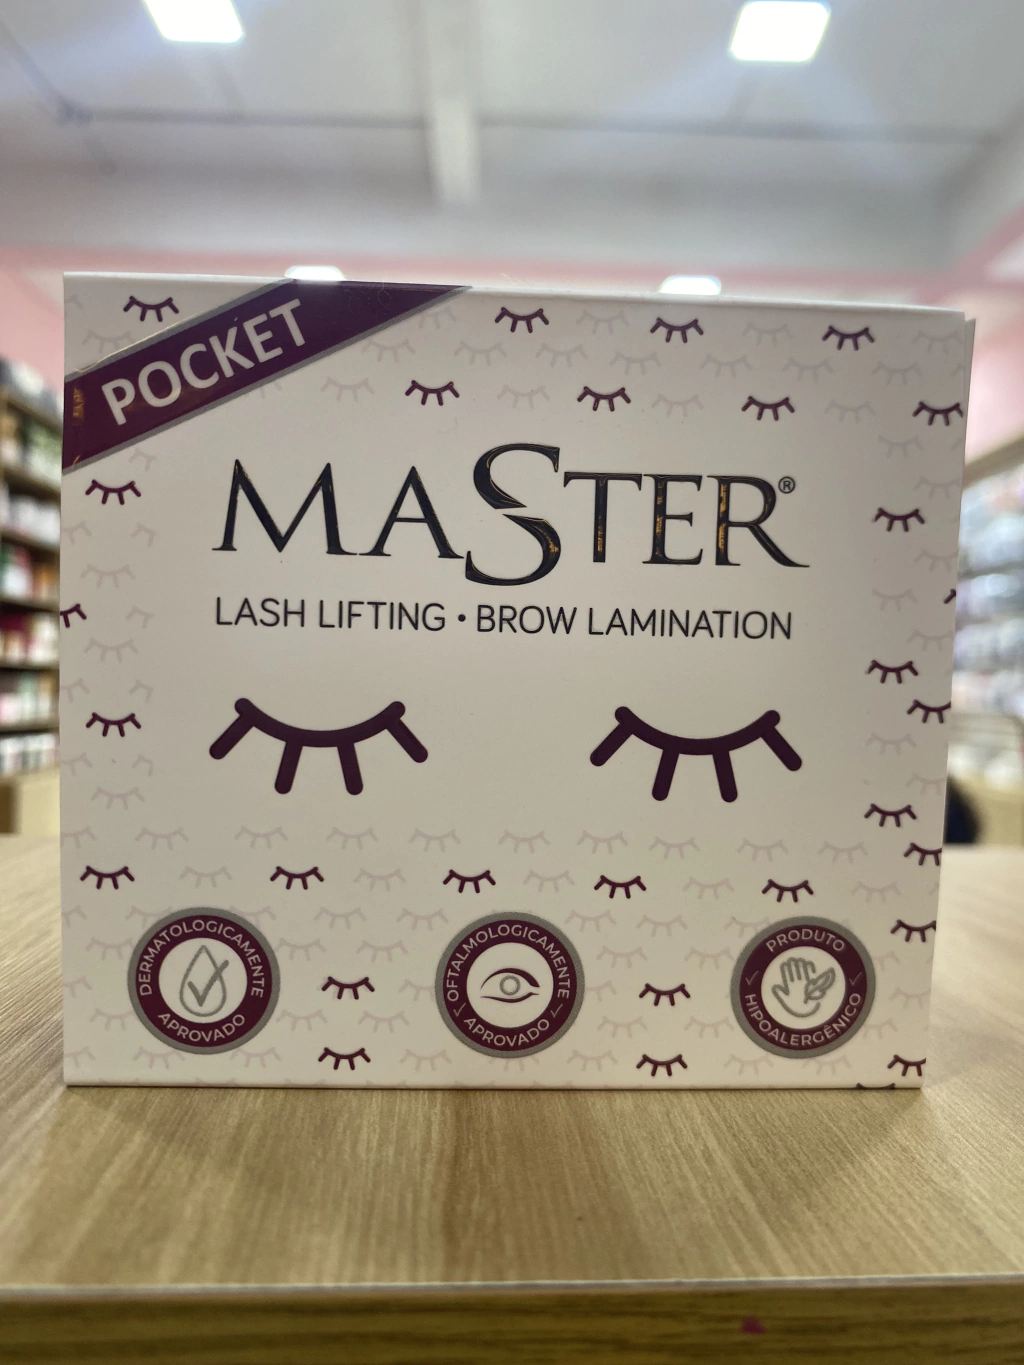 POCKET
MASTER®
LASH LIFTING • BROW LAMINATION
DERMATOLOGICAMENTE
APROVADO
OFTALMOLOGICAMENTE
APROVADO
PRODUTO
HIPOALERGÊNICO